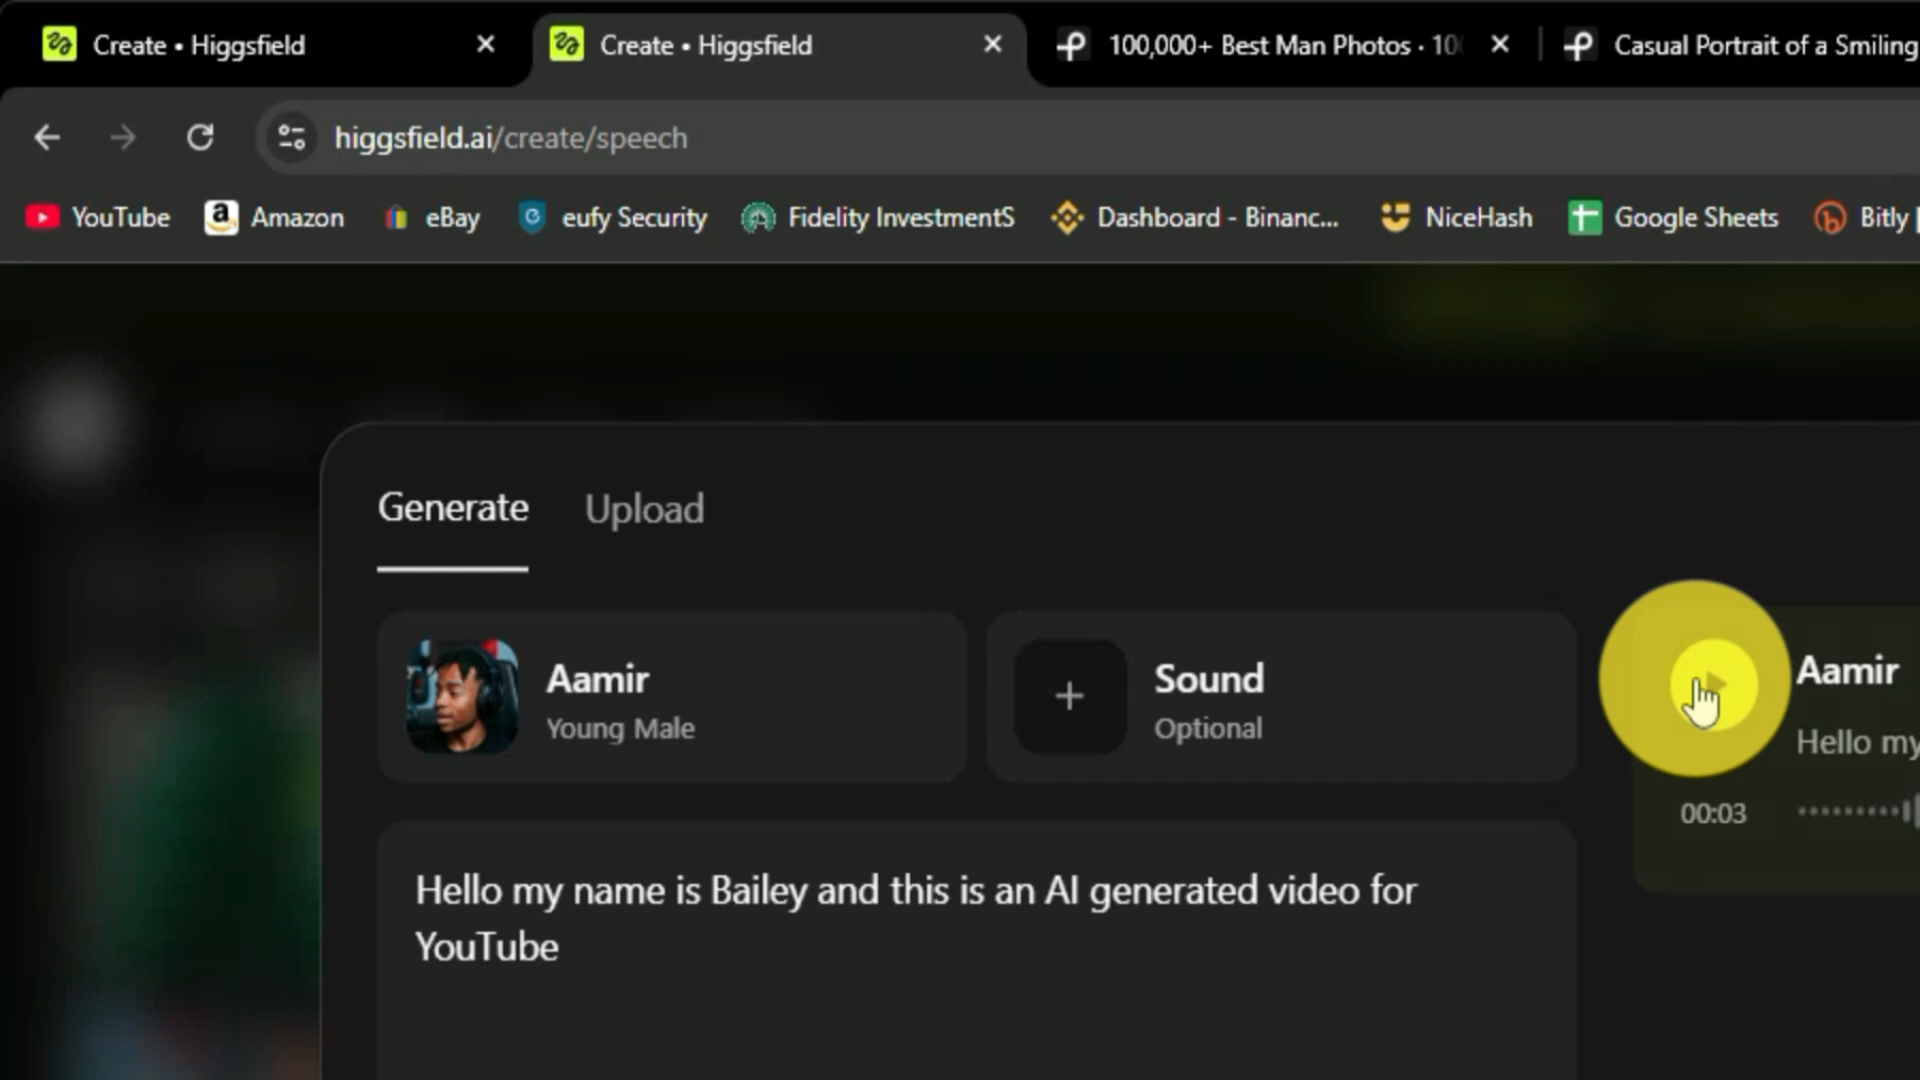 Create • Higgsfield
Create • Higgsfield
100,000+ Best Man Photos · 10
Casual Portrait of a Smiling
higgsfield.ai/create/speech
YouTube
Amazon
eBay
eufy Security
Fidelity InvestmentS
Dashboard - Binanc...
NiceHash
Google Sheets
Bitly |
Generate
Upload
Aamir
Young Male
Sound
Optional
Aamir
Hello my
00:03
Hello my name is Bailey and this is an AI generated video for
YouTube